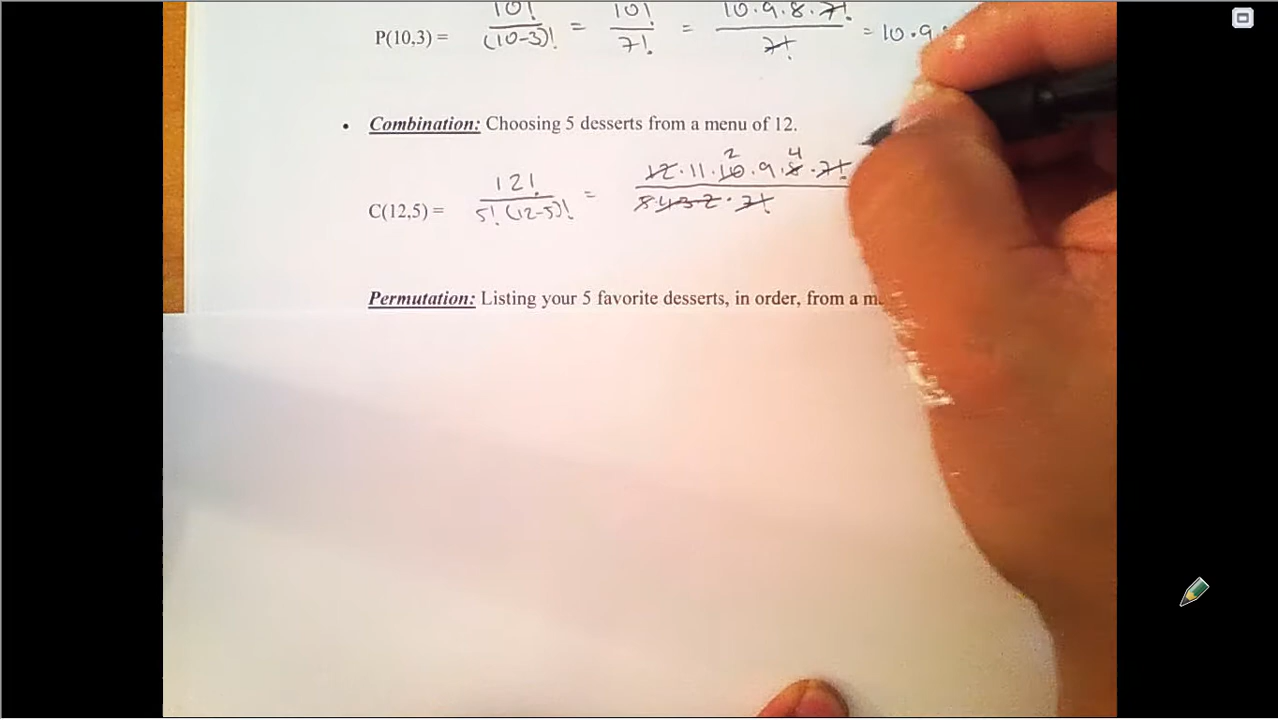 P(10,3) = 10!/(10-3)! = 10!/7! = 10·9·8·7!/7! = 10·9
• Combination: Choosing 5 desserts from a menu of 12.
C(12,5) = 12!/5!(12-5)! = 12·11·10·9·8·7!/5·4·3·2·7! 2 4
Permutation: Listing your 5 favorite desserts, in order, from a m